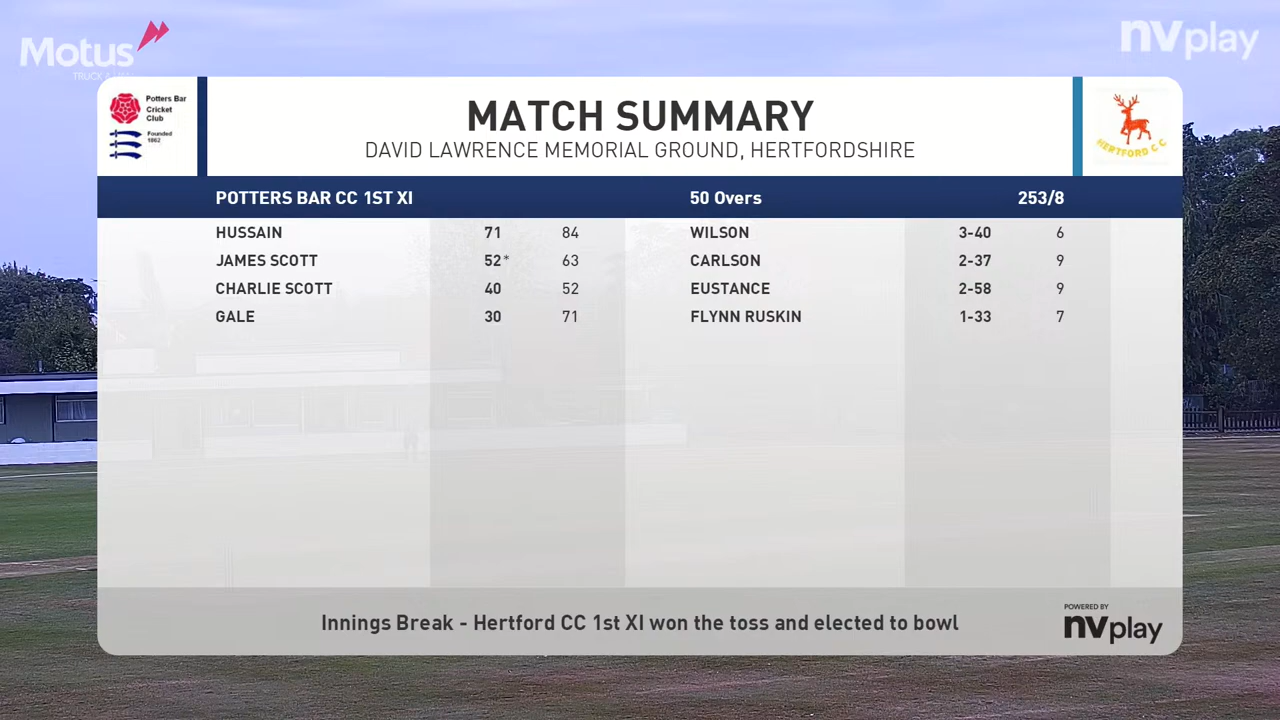 Motus
nvplay
Potters Bar
Cricket
Club
Founded
1862
MATCH SUMMARY
DAVID LAWRENCE MEMORIAL GROUND, HERTFORDSHIRE
HERTFORD C C
POTTERS BAR CC 1ST XI 50 Overs 253/8
HUSSAIN 71 84 WILSON 3-40 6
JAMES SCOTT 52* 63 CARLSON 2-37 9
CHARLIE SCOTT 40 52 EUSTANCE 2-58 9
GALE 30 71 FLYNN RUSKIN 1-33 7
Innings Break - Hertford CC 1st XI won the toss and elected to bowl
POWERED BY
nvplay